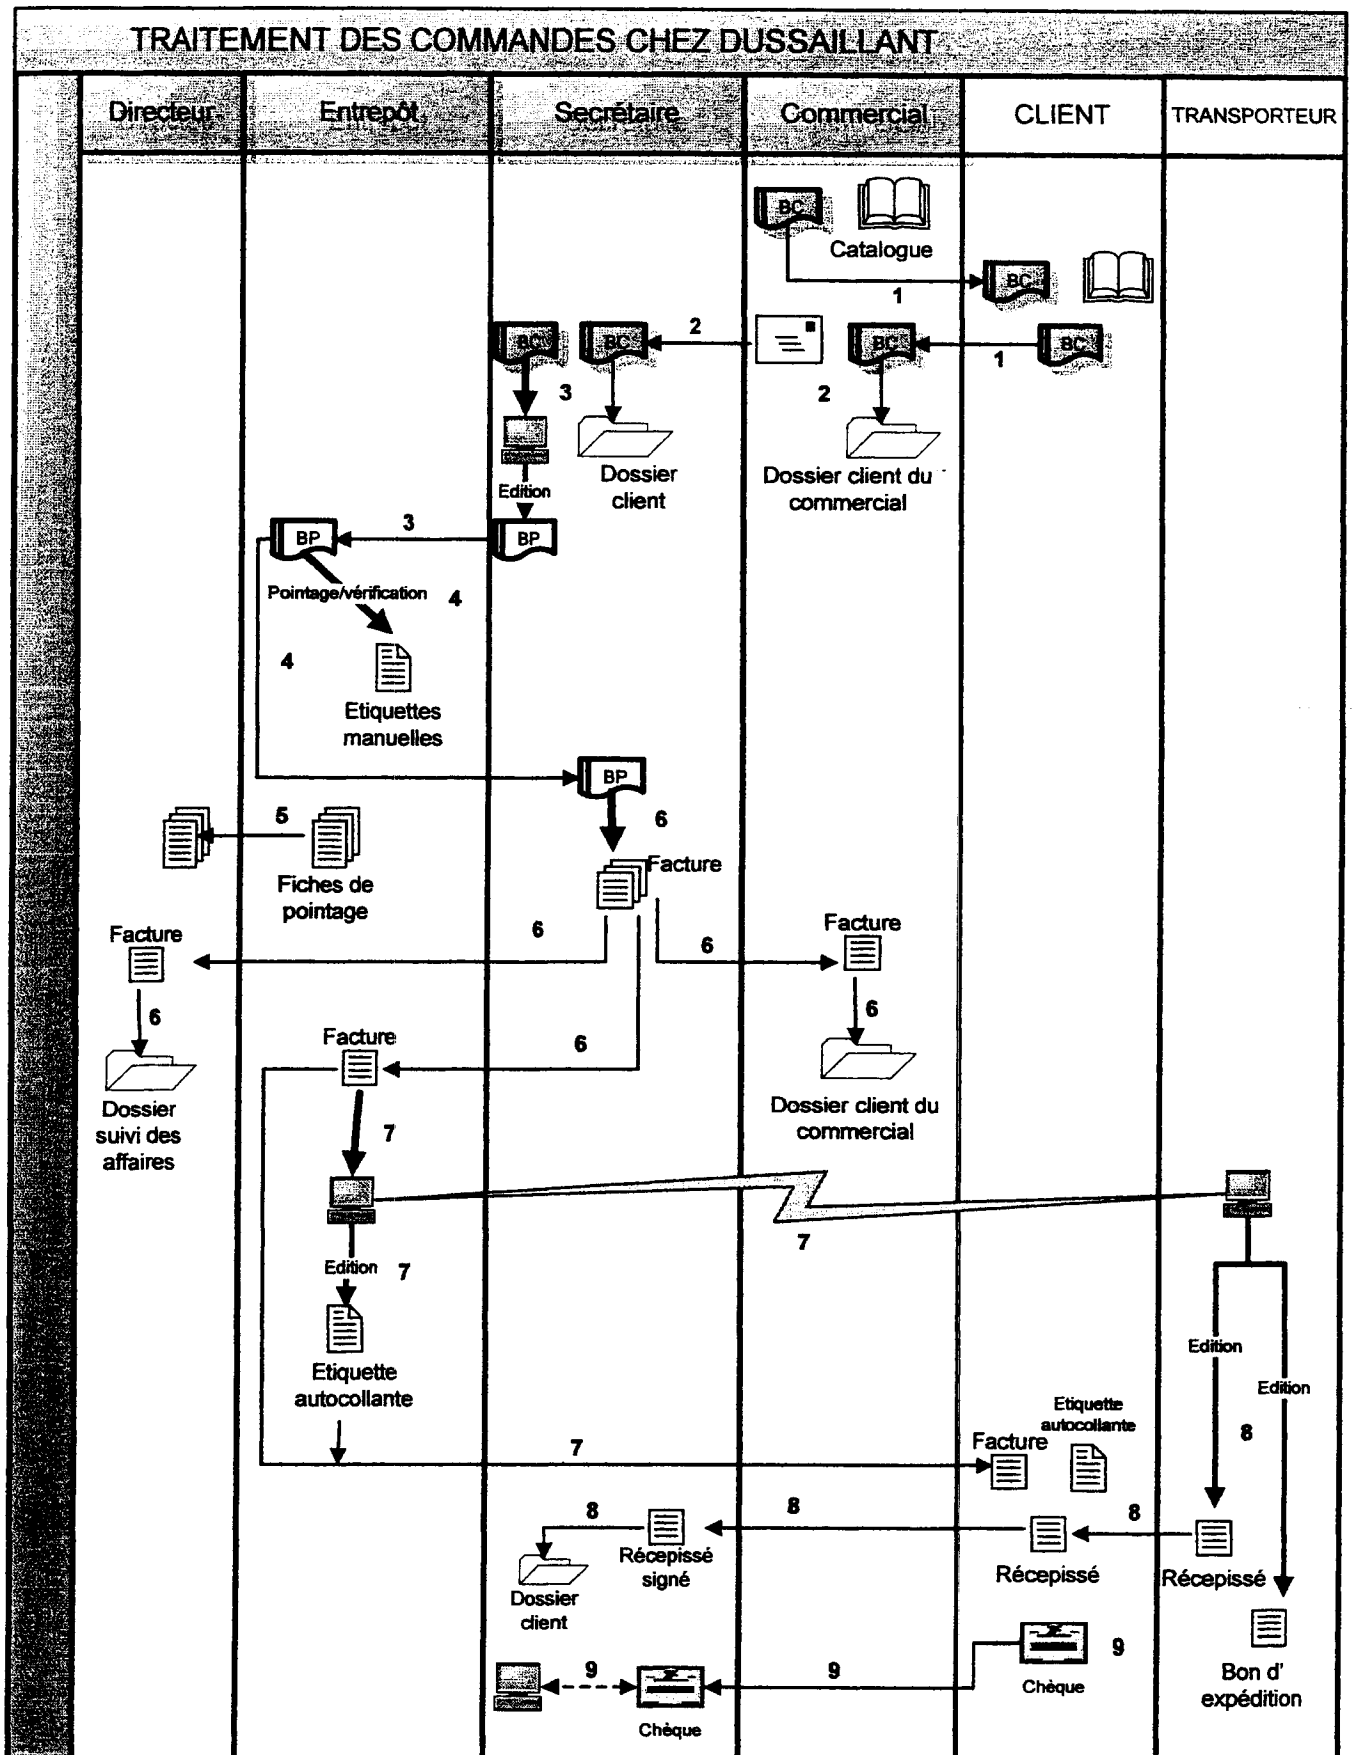 TRAITEMENT DES COMMANDES CHEZ DUSSAILLANT
Directeur
Entrepôt
Secrétaire
Commercial
CLIENT
TRANSPORTEUR
BC
Catalogue
1
BC
BC
BC
2
BC
1
BC
3
2
Edition
Dossier
client
Dossier client du
commercial
BP
3
BP
Pointage/vérification
4
4
Etiquettes
manuelles
BP
5
6
Fiches de
pointage
Facture
Facture
6
6
Facture
6
6
Facture
6
Dossier
suivi des
affaires
7
Dossier client du
commercial
7
Edition
7
Etiquette
autocollante
Edition
Edition
8
Etiquette
autocollante
Facture
7
8
8
8
Récepissé
signé
Récepissé
Récepissé
Dossier
client
9
9
9
Chèque
Chèque
Bon d'
expédition